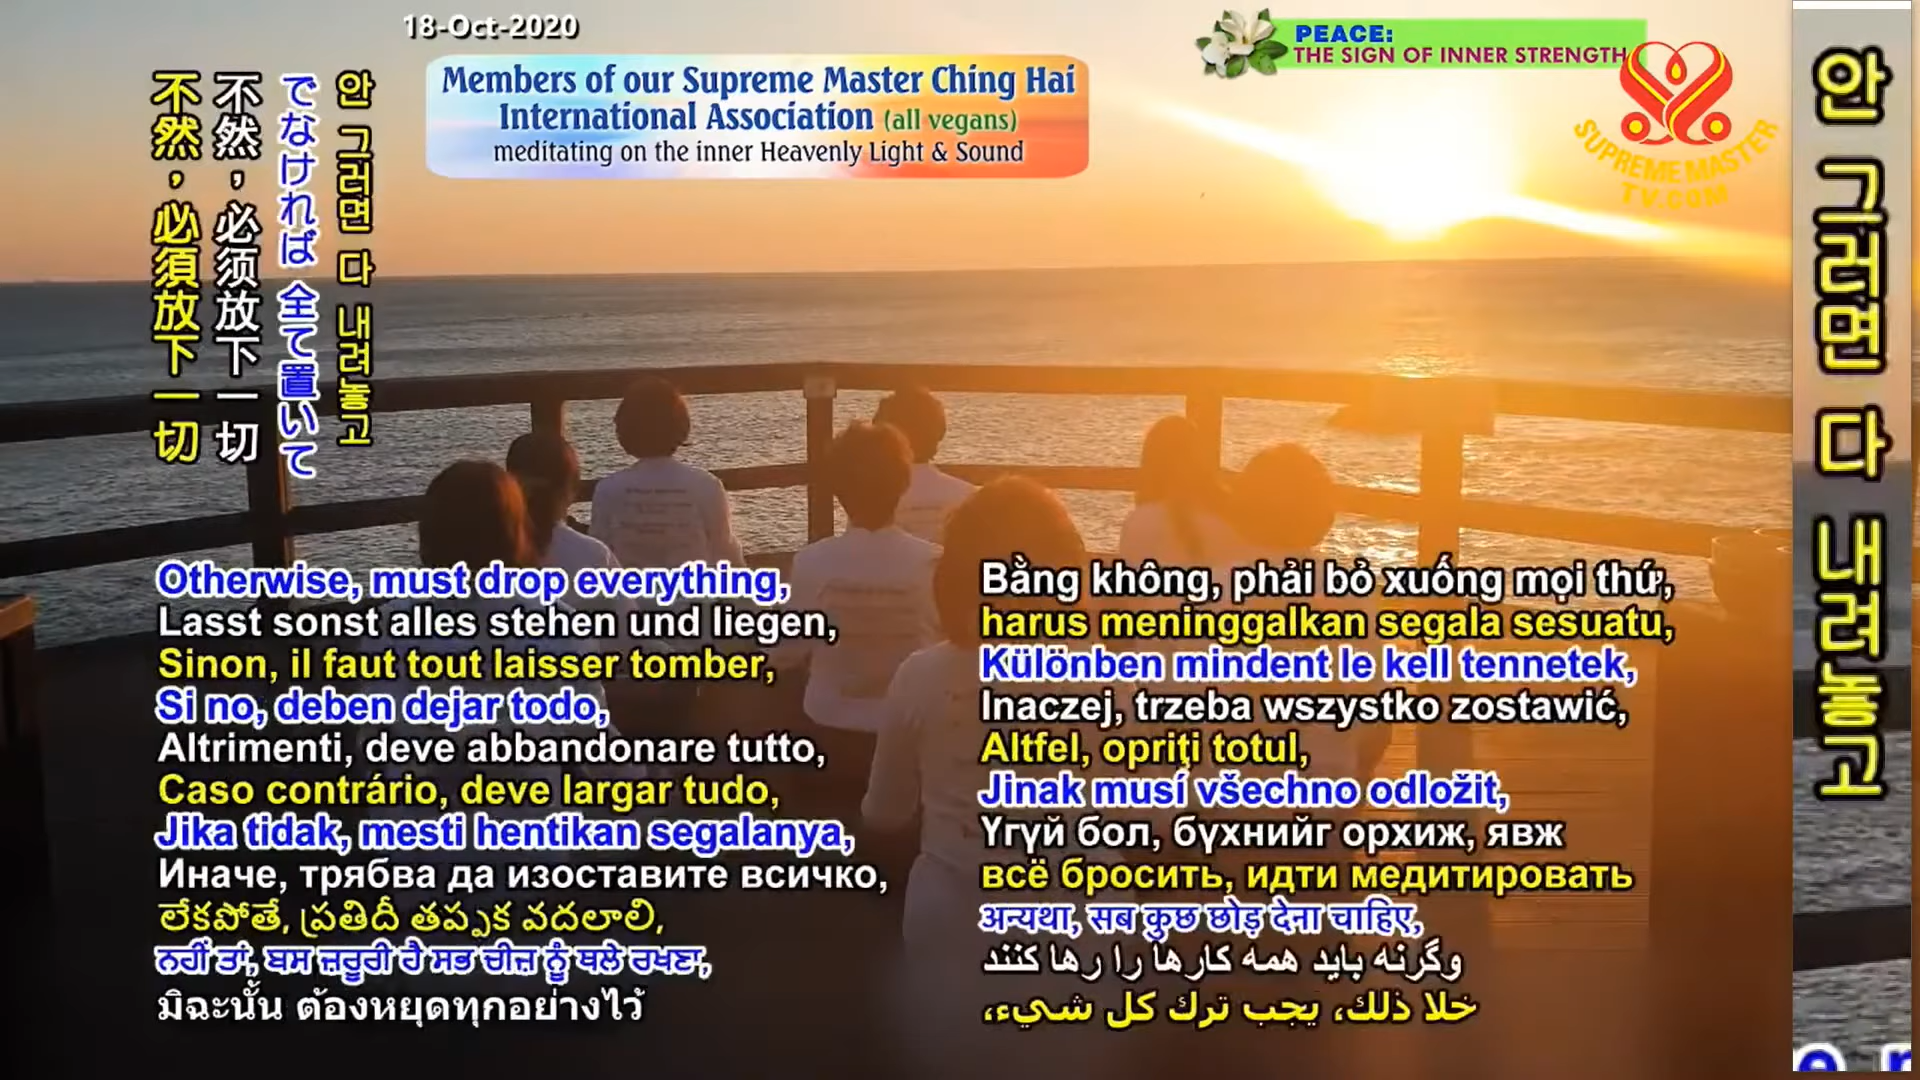 18-Oct-2020
PEACE:
THE SIGN OF INNER STRENGTH
Members of our Supreme Master Ching Hai
International Association (all vegans)
meditating on the inner Heavenly Light & Sound
SUPREME MASTER
TV.COM
안 그러면 다 내려놓고
でなければ 全て置いて
不然，必须放下一切
不然，必須放下一切
Otherwise, must drop everything,
Lasst sonst alles stehen und liegen,
Sinon, il faut tout laisser tomber,
Si no, deben dejar todo,
Altrimenti, deve abbandonare tutto,
Caso contrário, deve largar tudo,
Jika tidak, mesti hentikan segalanya,
Иначе, трябва да изоставите всичко,
లేకపోతే, ప్రతిదీ తప్పక వదలాలి,
ਨਹੀਂ ਤਾਂ, ਬਸ ਜ਼ਰੂਰੀ ਹੈ ਸਭ ਚੀਜ਼ ਨੂੰ ਥਲੇ ਰਖਣਾ,
มิฉะนั้น ต้องหยุดทุกอย่างไว้
Bằng không, phải bỏ xuống mọi thứ,
harus meninggalkan segala sesuatu,
Különben mindent le kell tennetek,
Inaczej, trzeba wszystko zostawić,
Altfel, opriţi totul,
Jinak musí všechno odložit,
Үгүй бол, бүхнийг орхиж, явж
всё бросить, идти медитировать
अन्यथा, सब कुछ छोड़ देना चाहिए,
وگرنه باید همه کارها را رها کنند
خلا ذلك، يجب ترك كل شيء،
안 그러면 다 내려놓고